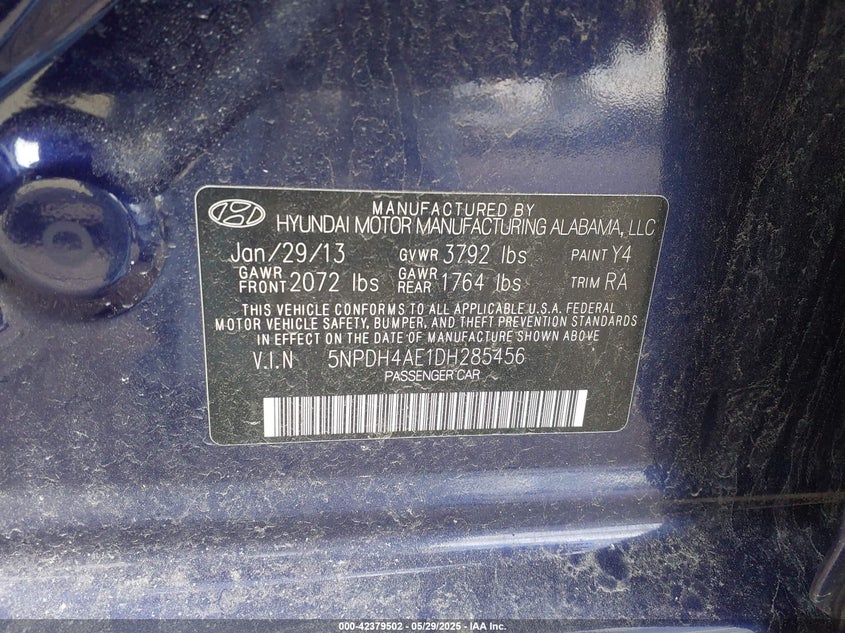 MANUFACTURED BY
HYUNDAI MOTOR MANUFACTURING ALABAMA, LLC
Jan/29/13 GVWR 3792 lbs PAINT Y4
GAWR FRONT 2072 lbs GAWR REAR 1764 lbs TRIM RA
THIS VEHICLE CONFORMS TO ALL APPLICABLE U.S.A. FEDERAL
MOTOR VEHICLE SAFETY, BUMPER, AND THEFT PREVENTION STANDARDS
IN EFFECT ON THE DATE OF MANUFACTURE SHOWN ABOVE
V.I.N 5NPDH4AE1DH285456
PASSENGER CAR
000-42379502 - 05/29/2025 - IAA Inc.